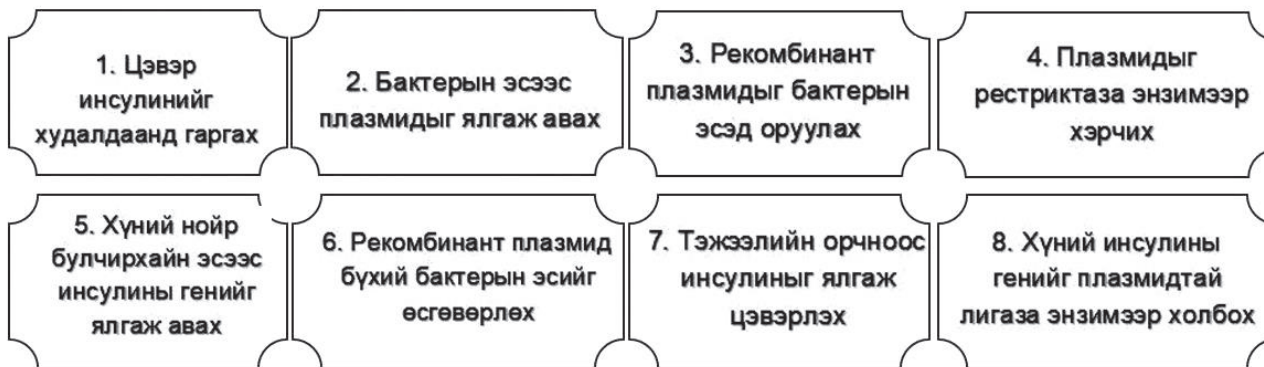 1. Цэвэр
инсулинийг
худалдаанд гаргах
2. Бактерын эсээс
плазмидыг ялгаж авах
3. Рекомбинант
плазмидыг бактерын
эсэд оруулах
4. Плазмидыг
рестриктаза энзимээр
хэрчих
5. Хүний нойр
булчирхайн эсээс
инсулины генийг
ялгаж авах
6. Рекомбинант плазмид
бүхий бактерын эсийг
өсгөвөрлөх
7. Тэжээлийн орчноос
инсулиныг ялгаж
цэвэрлэх
8. Хүний инсулины
генийг плазмидтай
лигаза энзимээр холбох